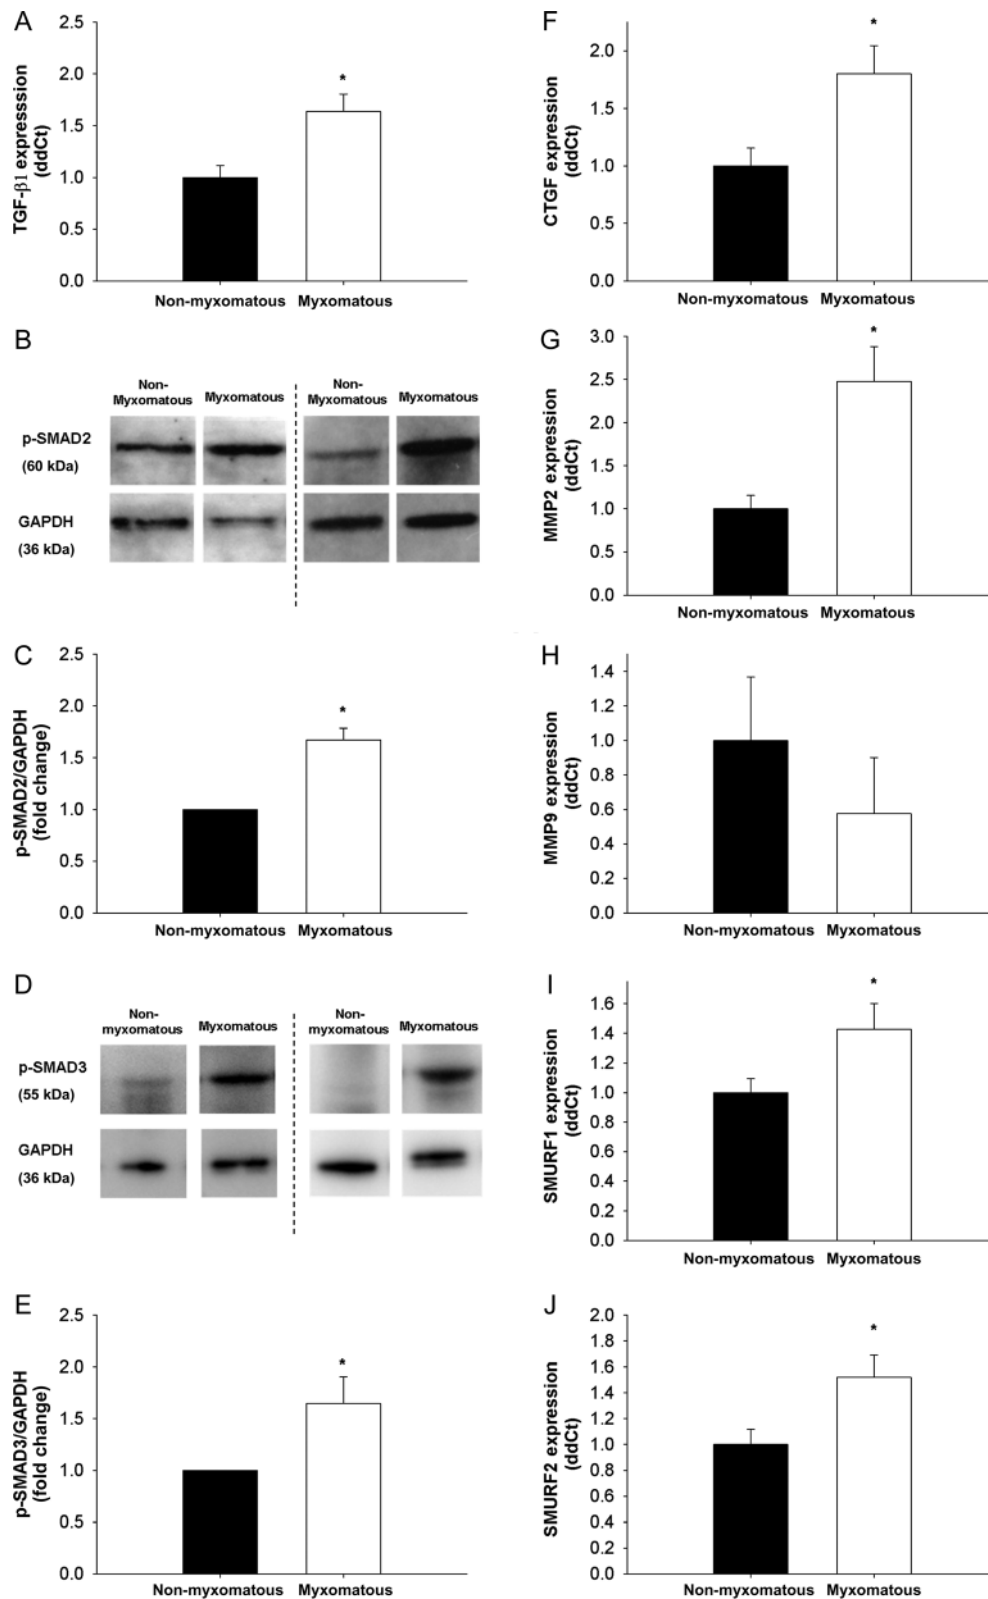 A
TGF-β1 expresssion
(ddCt)
2.5
2.0
1.5
1.0
0.5
0.0
*
Non-myxomatous Myxomatous
B
Non-
Myxomatous Myxomatous
Non-
Myxomatous Myxomatous
p-SMAD2
(60 kDa)
GAPDH
(36 kDa)
C
p-SMAD2/GAPDH
(fold change)
2.5
2.0
1.5
1.0
0.5
0.0
*
Non-myxomatous Myxomatous
D
Non-
myxomatous Myxomatous
Non-
myxomatous Myxomatous
p-SMAD3
(55 kDa)
GAPDH
(36 kDa)
E
p-SMAD3/GAPDH
(fold change)
2.5
2.0
1.5
1.0
0.5
0.0
*
Non-myxomatous Myxomatous
F
CTGF expression
(ddCt)
2.0
1.5
1.0
0.5
0.0
*
Non-myxomatous Myxomatous
G
MMP2 expression
(ddCt)
3.0
2.5
2.0
1.5
1.0
0.5
0.0
*
Non-myxomatous Myxomatous
H
MMP9 expression
(ddCt)
1.4
1.2
1.0
0.8
0.6
0.4
0.2
0.0
Non-myxomatous Myxomatous
I
SMURF1 expression
(ddCt)
1.6
1.4
1.2
1.0
0.8
0.6
0.4
0.2
0.0
*
Non-myxomatous Myxomatous
J
SMURF2 expression
(ddCt)
2.0
1.8
1.6
1.4
1.2
1.0
0.8
0.6
0.4
0.2
0.0
*
Non-myxomatous Myxomatous